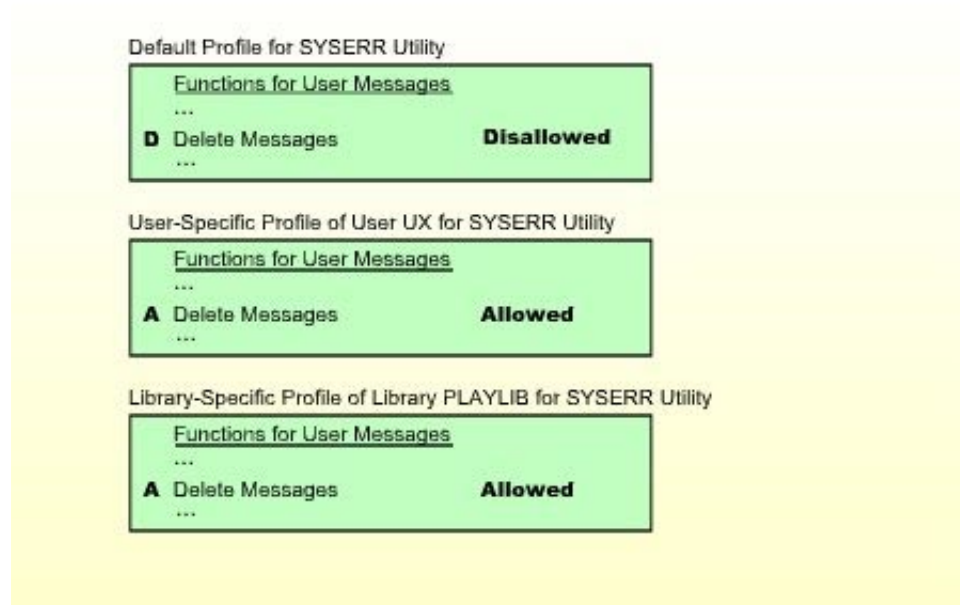 Default Profile for SYSERR Utility
Functions for User Messages
...
D Delete Messages Disallowed
...
User-Specific Profile of User UX for SYSERR Utility
Functions for User Messages
...
A Delete Messages Allowed
...
Library-Specific Profile of Library PLAYLIB for SYSERR Utility
Functions for User Messages
...
A Delete Messages Allowed
...